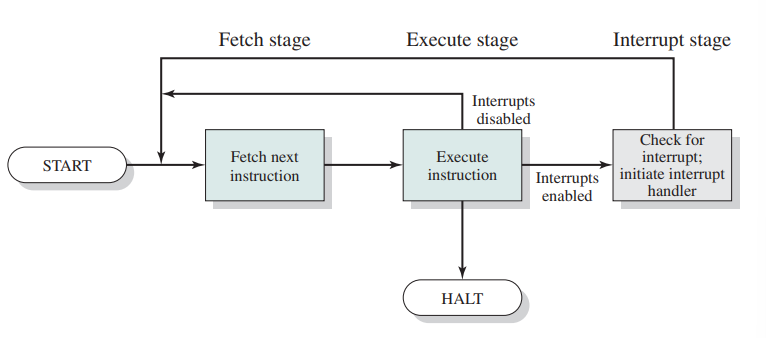 Fetch stage
Execute stage
Interrupt stage
Interrupts
disabled
START
Fetch next
instruction
Execute
instruction
Interrupts
enabled
Check for
interrupt;
initiate interrupt
handler
HALT